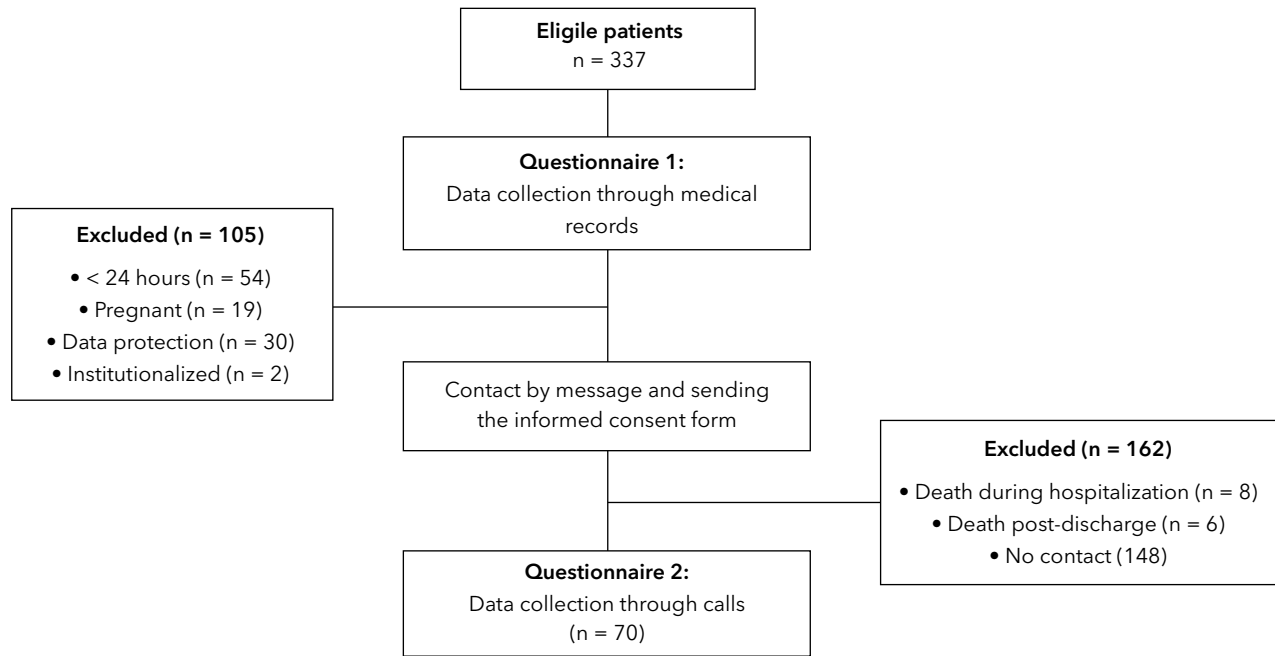 Eligile patients
n = 337
Questionnaire 1:
Data collection through medical
records
Excluded (n = 105)
• < 24 hours (n = 54)
• Pregnant (n = 19)
• Data protection (n = 30)
• Institutionalized (n = 2)
Contact by message and sending
the informed consent form
Excluded (n = 162)
• Death during hospitalization (n = 8)
• Death post-discharge (n = 6)
• No contact (148)
Questionnaire 2:
Data collection through calls
(n = 70)